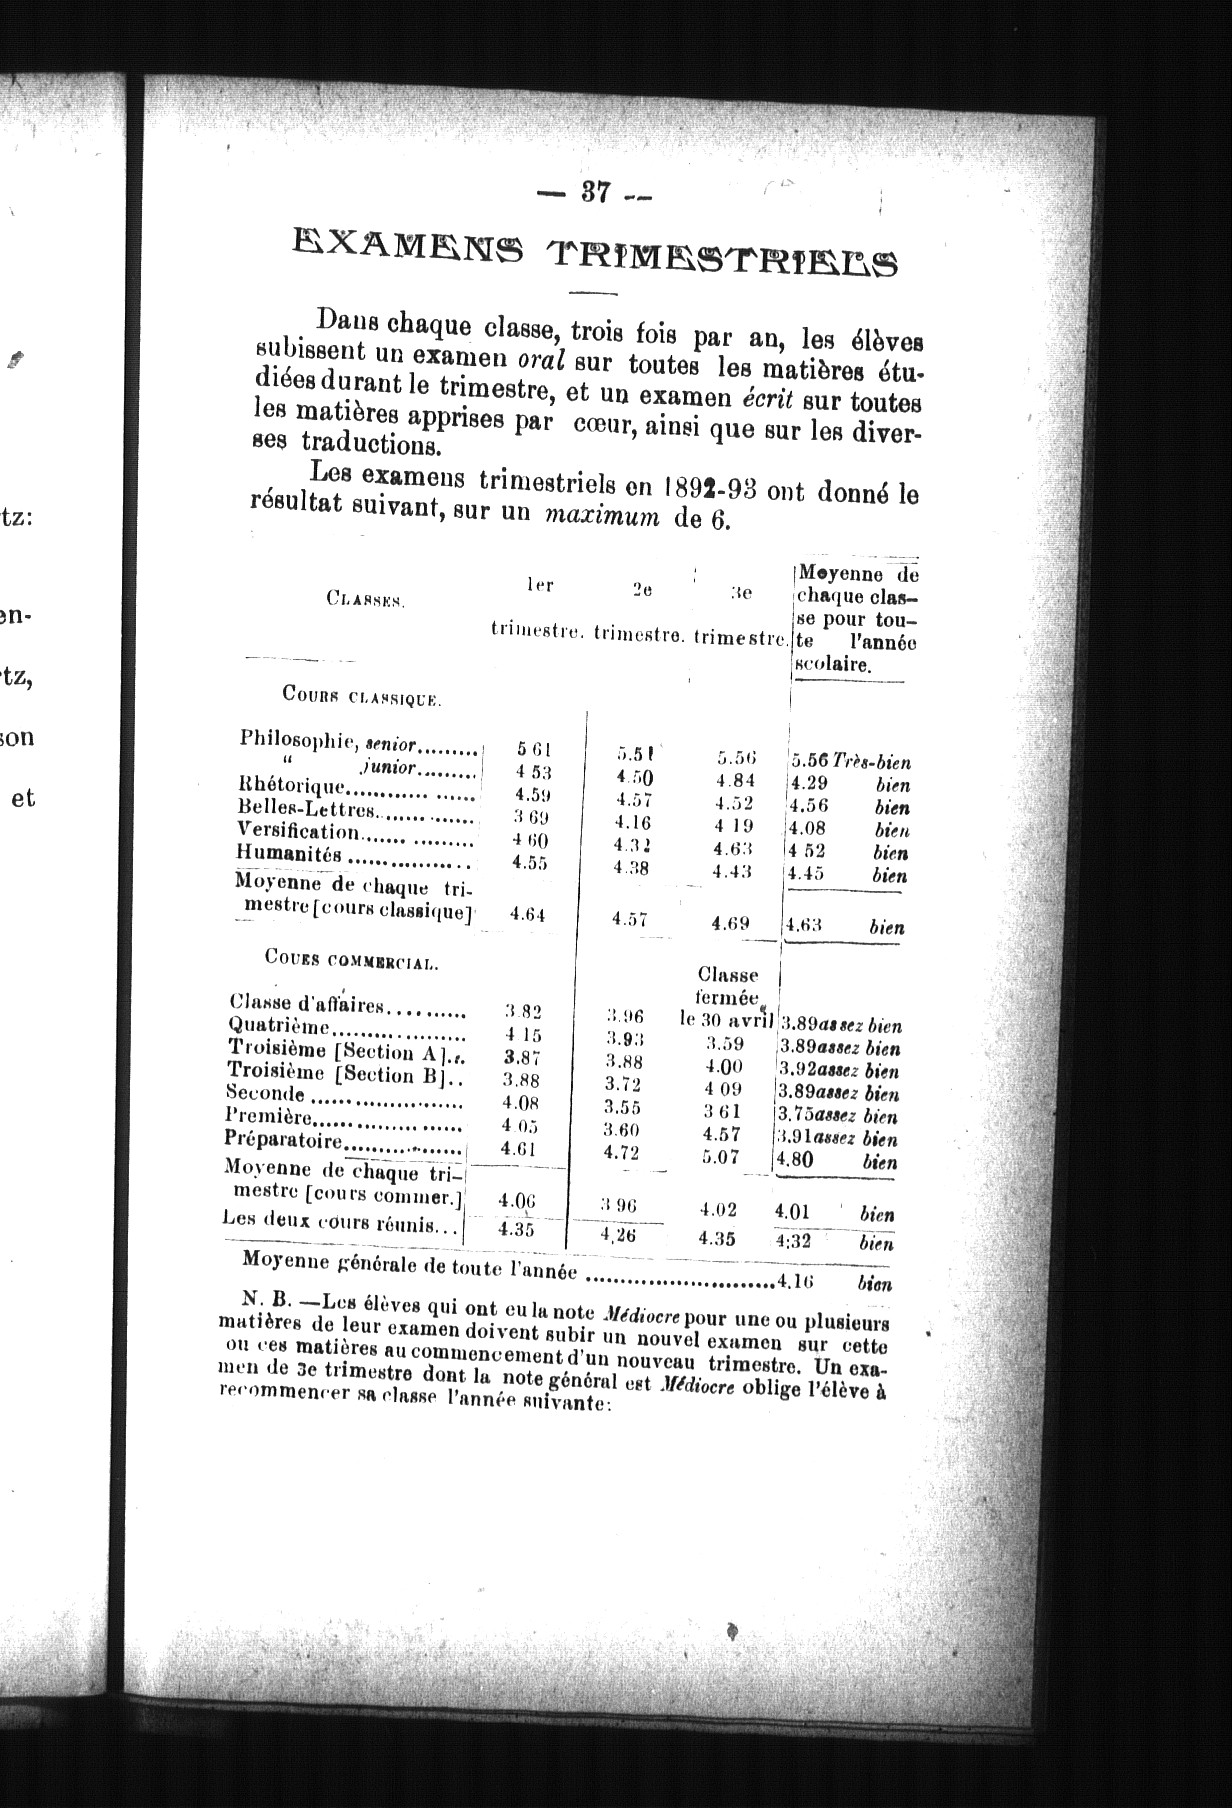 — 37 --
EXAMENS TRIMESTRIELS
Dans chaque classe, trois fois par an, les élèves
subissent un examen oral sur toutes les matières étu-
diées durant le trimestre, et un examen écrit sur toutes
les matières apprises par cœur, ainsi que sur les diver-
ses traductions.
Les examens trimestriels en 1892-93 ont donné le
résultat suivant, sur un maximum de 6.
CLASSES. 1er trimestre. 2e trimestre. 3e trimestre. Moyenne de
chaque clas-
se pour tou-
te l'année
scolaire.
COURS CLASSIQUE.
Philosophie, senior......... 5 61 5.51 5.56 5.56 Très-bien
" junior......... 4 53 4.50 4.84 4.29 bien
Rhétorique.................. 4.59 4.57 4.52 4.56 bien
Belles-Lettres.............. 3 69 4.16 4 19 4.08 bien
Versification................ 4 60 4.32 4.63 4 52 bien
Humanités.................. 4.55 4.38 4.43 4.45 bien
Moyenne de chaque tri-
mestre [cours classique] 4.64 4.57 4.69 4.63 bien
COURS COMMERCIAL.
Classe
fermée
Classe d'affaires.......... 3.82 3.96 le 30 avril 3.89 assez bien
Quatrième.................. 4 15 3.93 3.59 3.89 assez bien
Troisième [Section A]... 3.87 3.88 4.00 3.92 assez bien
Troisième [Section B].. 3.88 3.72 4 09 3.89 assez bien
Seconde.................... 4.08 3.55 3 61 3.75 assez bien
Première.................... 4 05 3.60 4.57 3.91 assez bien
Préparatoire................ 4.61 4.72 5.07 4.80 bien
Moyenne de chaque tri-
mestre [cours commer.] 4.06 3 96 4.02 4.01 bien
Les deux cours réunis... 4.35 4,26 4.35 4;32 bien
Moyenne générale de toute l'année ............................4.16 bien
N. B. —Les élèves qui ont eu la note Médiocre pour une ou plusieurs
matières de leur examen doivent subir un nouvel examen sur cette
ou ces matières au commencement d'un nouveau trimestre. Un exa-
men de 3e trimestre dont la note général est Médiocre oblige l'élève à
recommencer sa classe l'année suivante:
tz:
en-
tz,
son
et